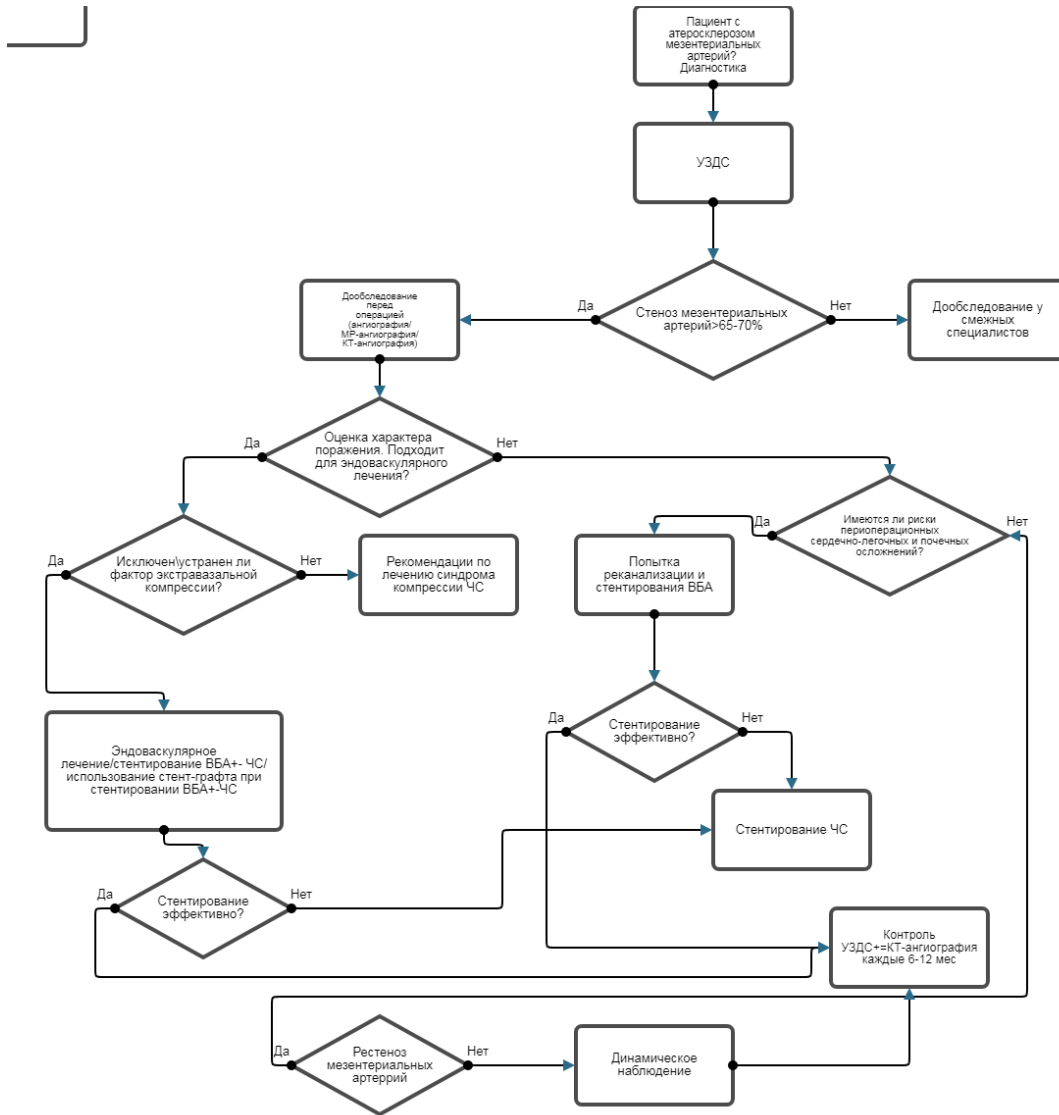 Пациент с
атеросклерозом
мезентериальных
артерий?
Диагностика
УЗДС
Стеноз мезентериальных
артерий>65-70%
Да
Нет
Дообследование
перед
операцией
(ангиография/
МР-ангиография/
КТ-ангиография)
Дообследование у
смежных
специалистов
Оценка характера
поражения. Подходит
для эндоваскулярного
лечения?
Да
Нет
Исключен\устранен ли
фактор экстравазальной
компрессии?
Да
Нет
Рекомендации по
лечению синдрома
компрессии ЧС
Имеются ли риски
периоперационных
сердечно-легочных и почечных
осложнений?
Да
Нет
Попытка
реканализации и
стентирования ВБА
Эндоваскулярное
лечение/стентирование ВБА+- ЧС/
использование стент-графта при
стентировании ВБА+-ЧС
Стентирование
эффективно?
Да
Нет
Стентирование ЧС
Стентирование
эффективно?
Да
Нет
Контроль
УЗДС+=КТ-ангиография
каждые 6-12 мес
Рестеноз
мезентериальных
артеррий
Да
Нет
Динамическое
наблюдение